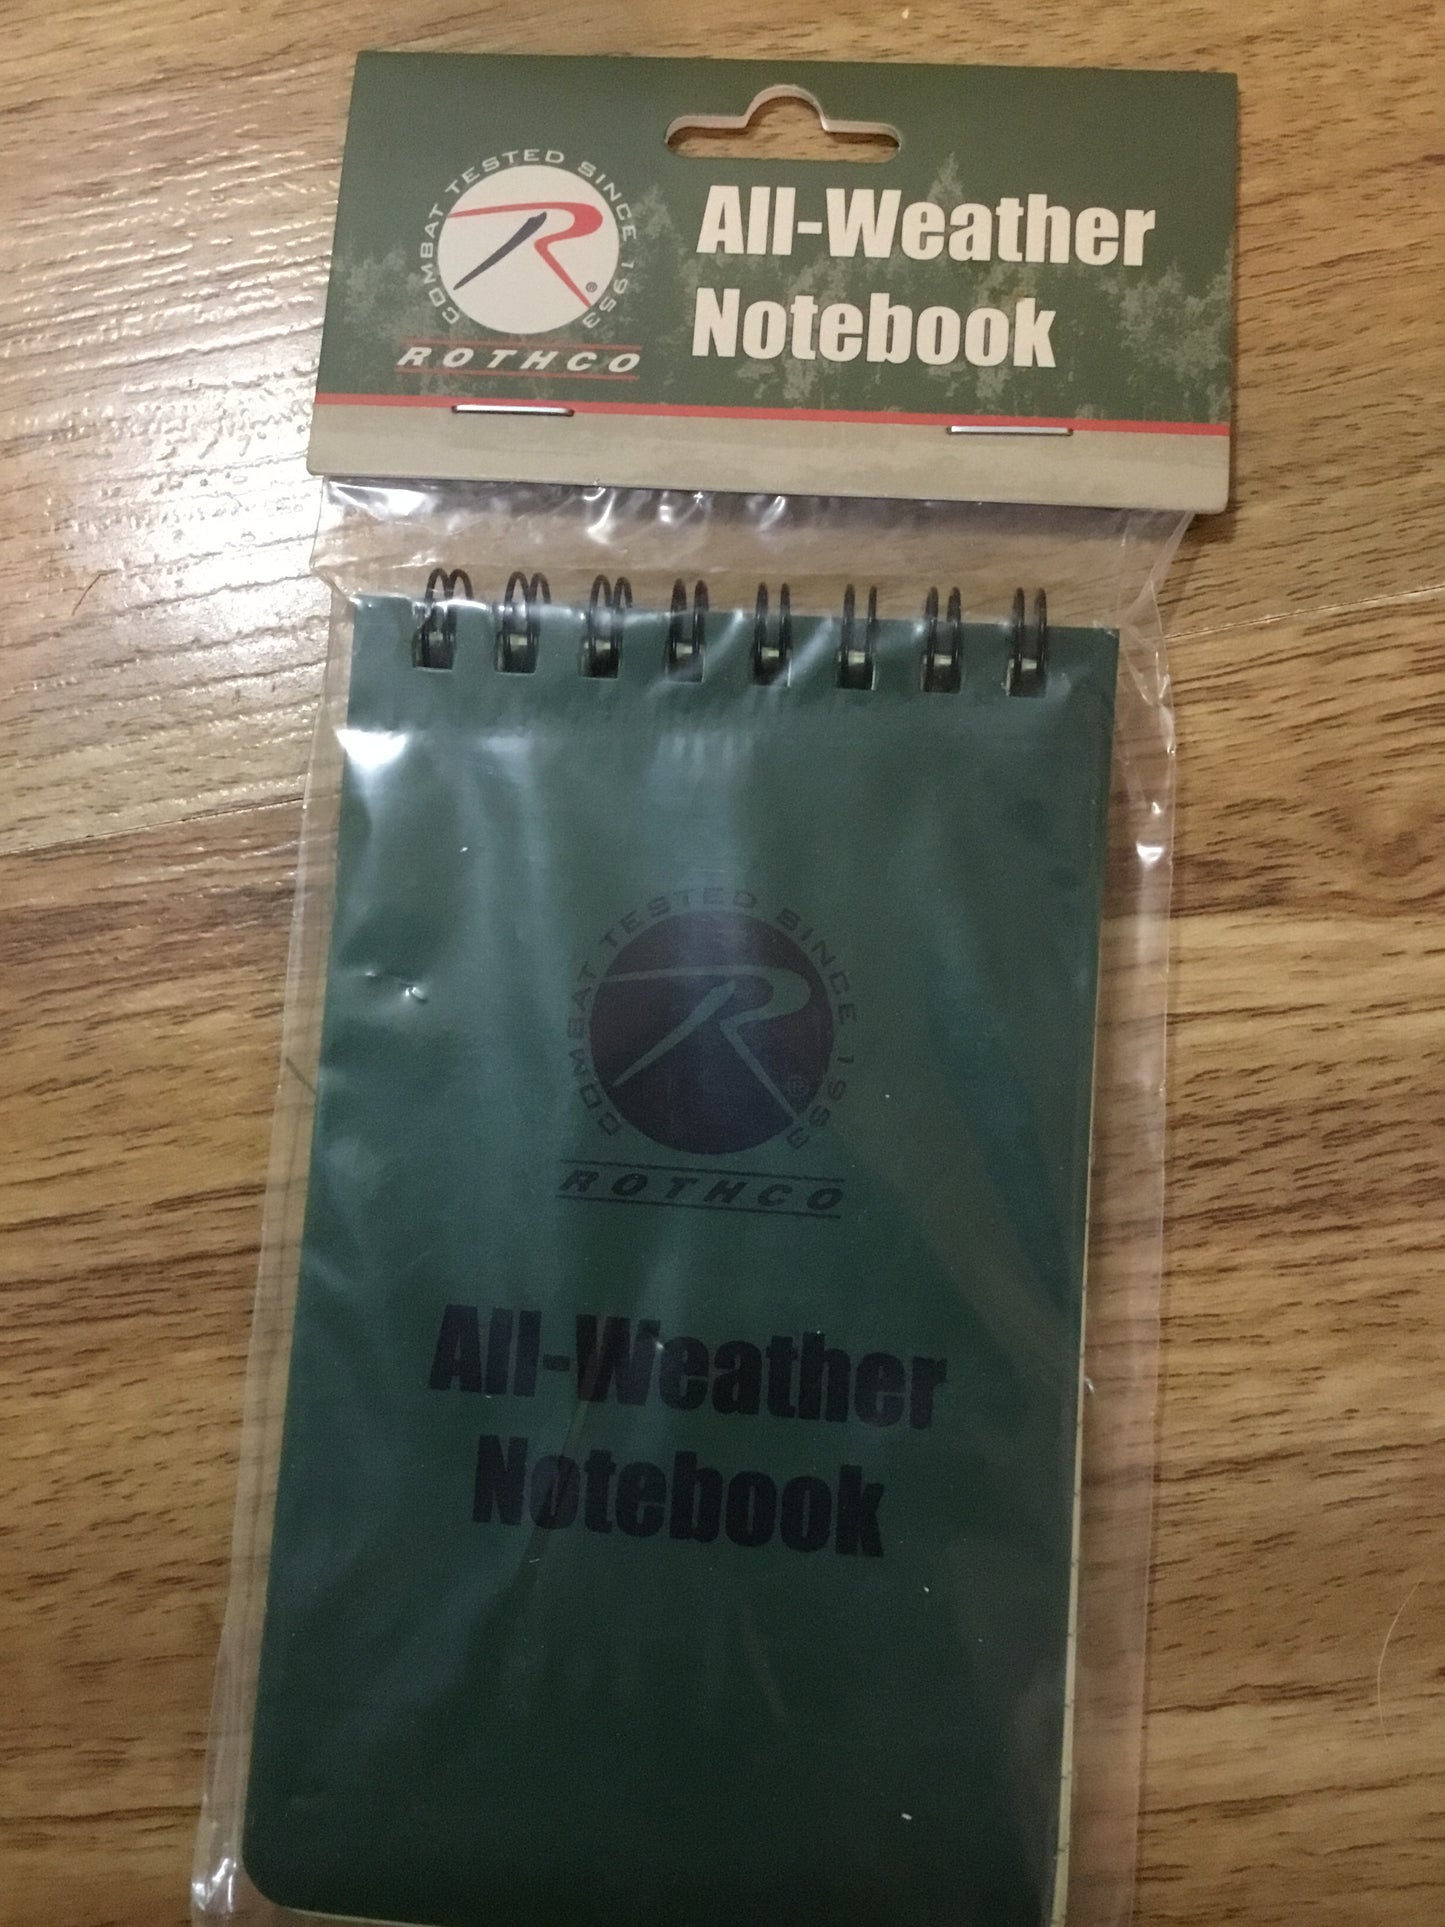 COMBAT TESTED SINCE 1953
R®
ROTHCO
All-Weather
Notebook
COMBAT TESTED SINCE 1953
R®
ROTHCO
All-Weather
Notebook